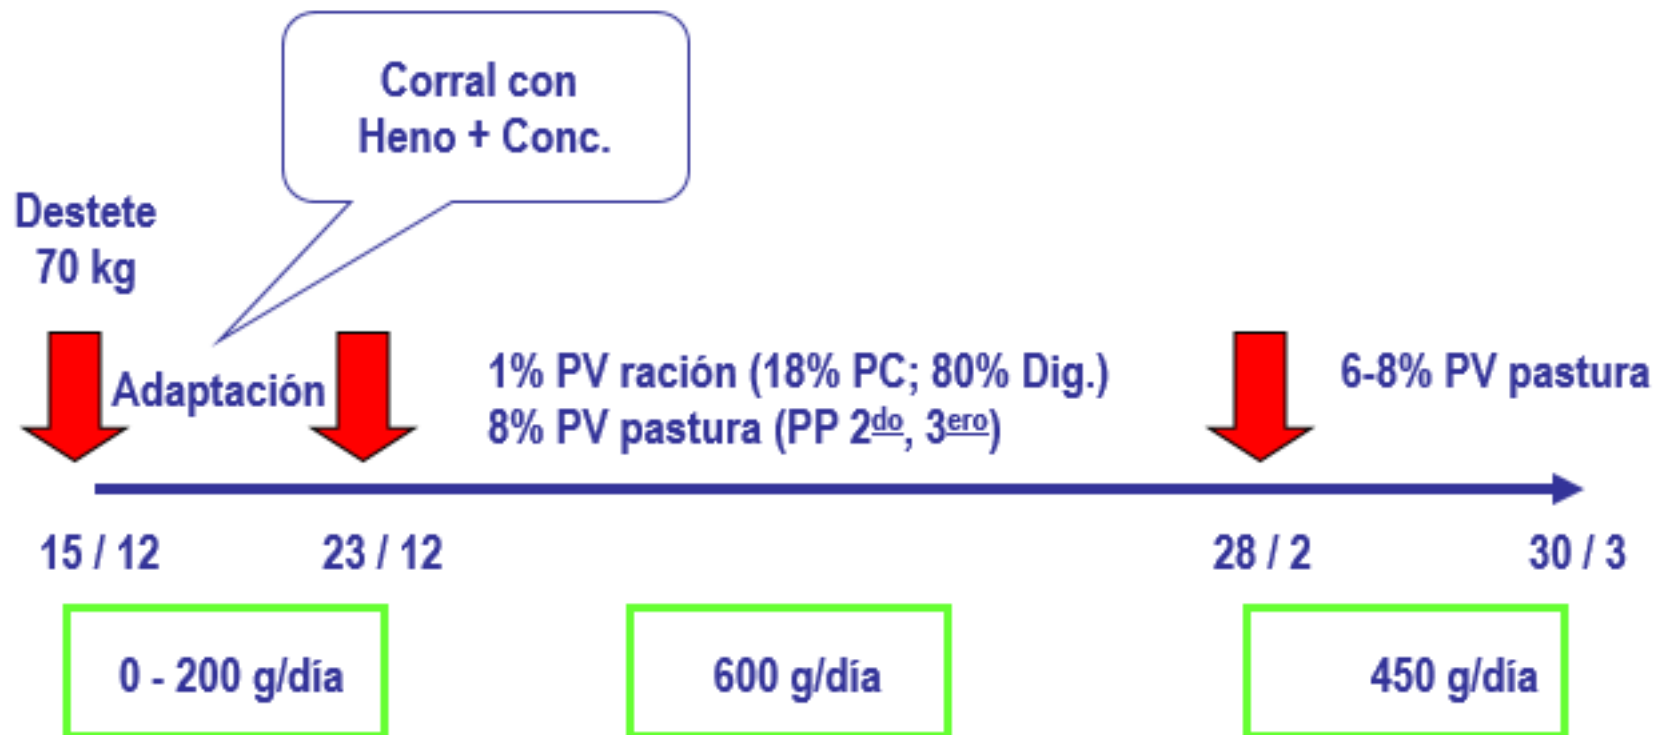 Corral con
Heno + Conc.
Destete
70 kg
Adaptación
1% PV ración (18% PC; 80% Dig.)
8% PV pastura (PP 2do, 3ero)
6-8% PV pastura
15 / 12
23 / 12
28 / 2
30 / 3
0 - 200 g/día
600 g/día
450 g/día